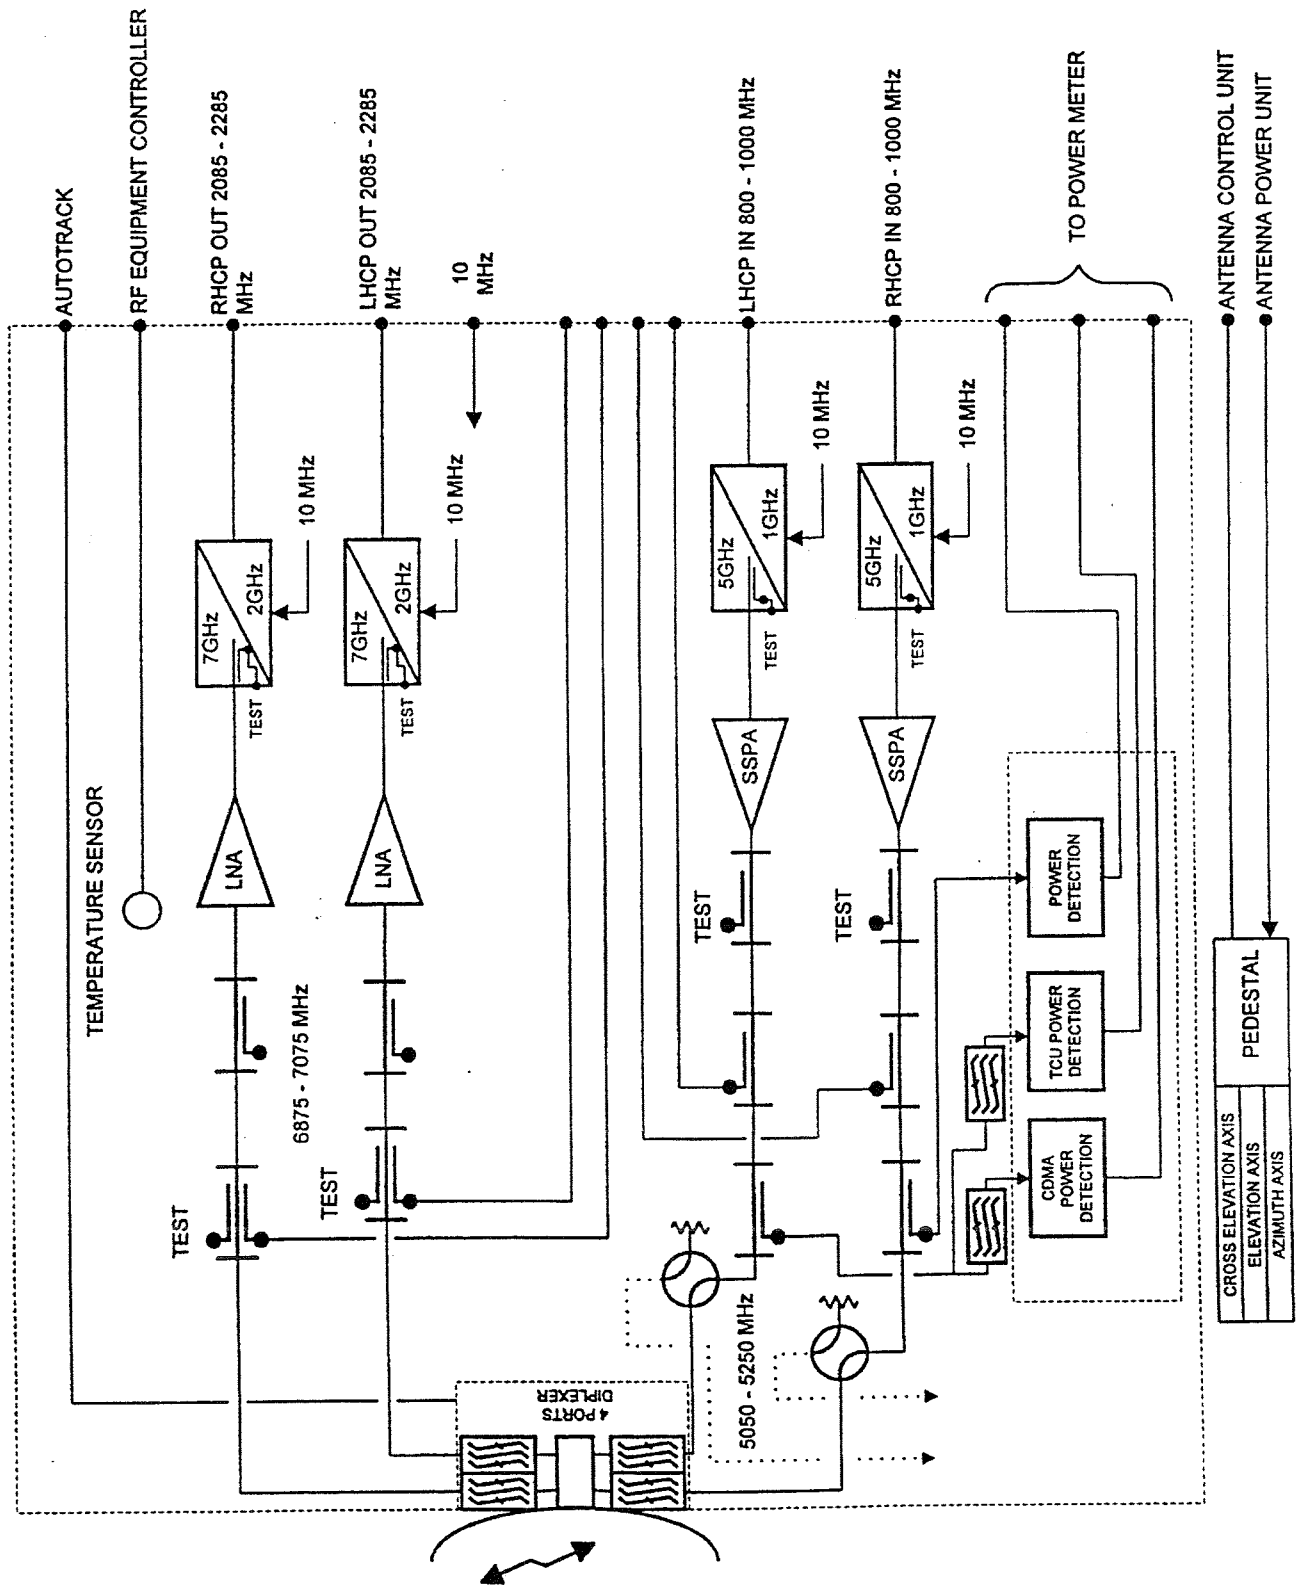 AUTOTRACK
RF EQUIPMENT CONTROLLER
RHCP OUT 2085 - 2285
MHz
LHCP OUT 2085 - 2285
MHz
10
MHz
LHCP IN 800 - 1000 MHz
RHCP IN 800 - 1000 MHz
TO POWER METER
ANTENNA CONTROL UNIT
ANTENNA POWER UNIT
TEMPERATURE SENSOR
7GHz
2GHz
10 MHz
TEST
LNA
7GHz
2GHz
10 MHz
TEST
LNA
6875 - 7075 MHz
TEST
TEST
5GHz
1GHz
10 MHz
TEST
SSPA
TEST
5GHz
1GHz
10 MHz
TEST
SSPA
TEST
5050 - 5250 MHz
4 PORTS
DIPLEXER
POWER
DETECTION
TCU POWER
DETECTION
CDMA
POWER
DETECTION
PEDESTAL
CROSS ELEVATION AXIS
ELEVATION AXIS
AZIMUTH AXIS